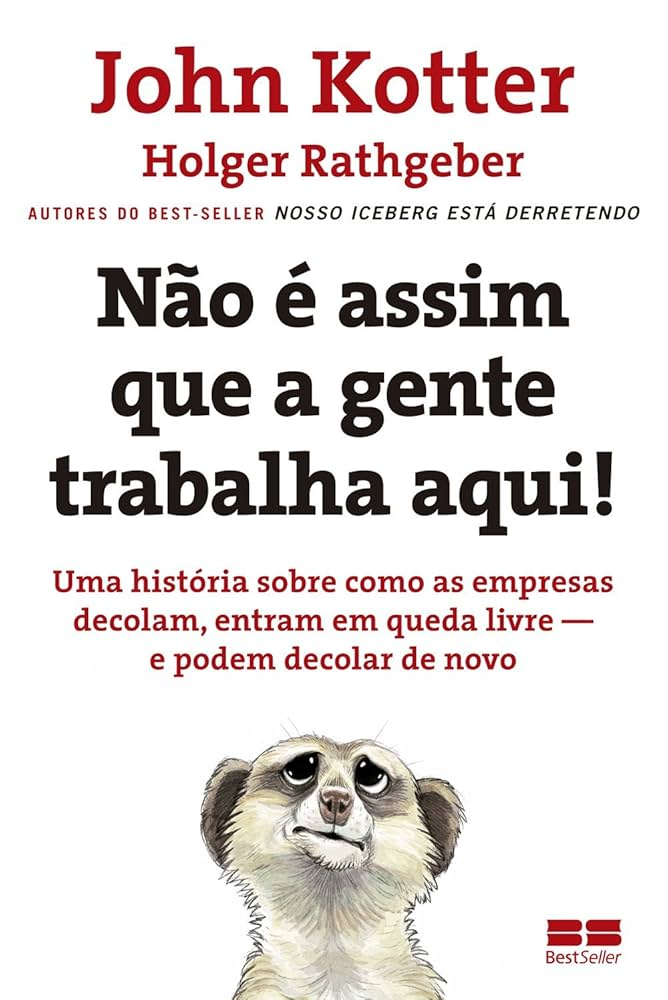 John Kotter
Holger Rathgeber
AUTORES DO BEST-SELLER NOSSO ICEBERG ESTÁ DERRETENDO
Não é assim
que a gente
trabalha aqui!
Uma história sobre como as empresas
decolam, entram em queda livre —
e podem decolar de novo
BS
BestSeller